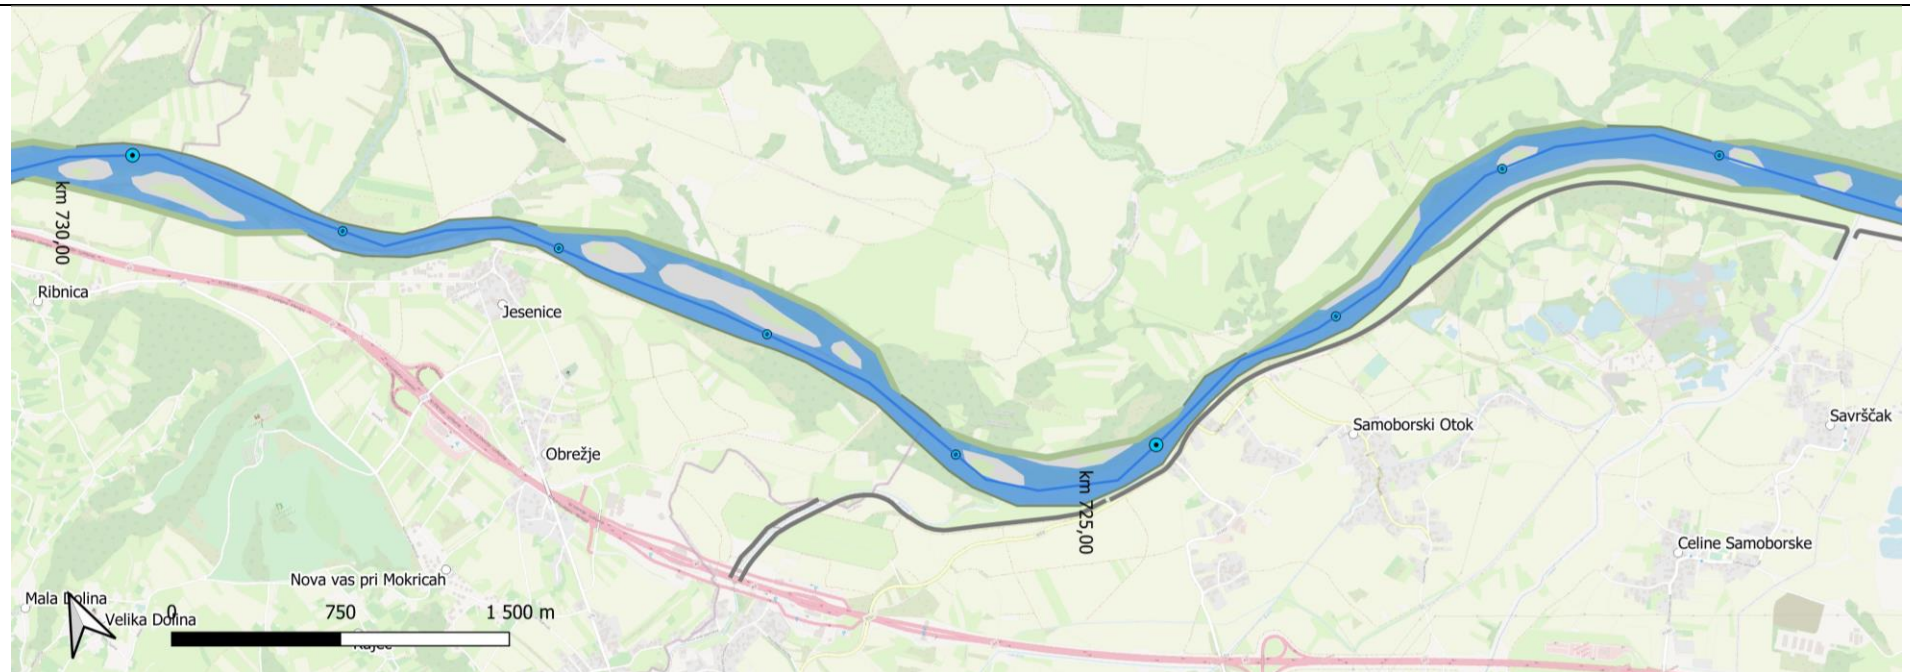 km 730,00
Ribnica
Jesenice
Obrežje
Samoborski Otok
Savrščak
km 725,00
Celine Samoborske
Nova vas pri Mokricah
Mala Dolina
Velika Dolina
0 750 1 500 m